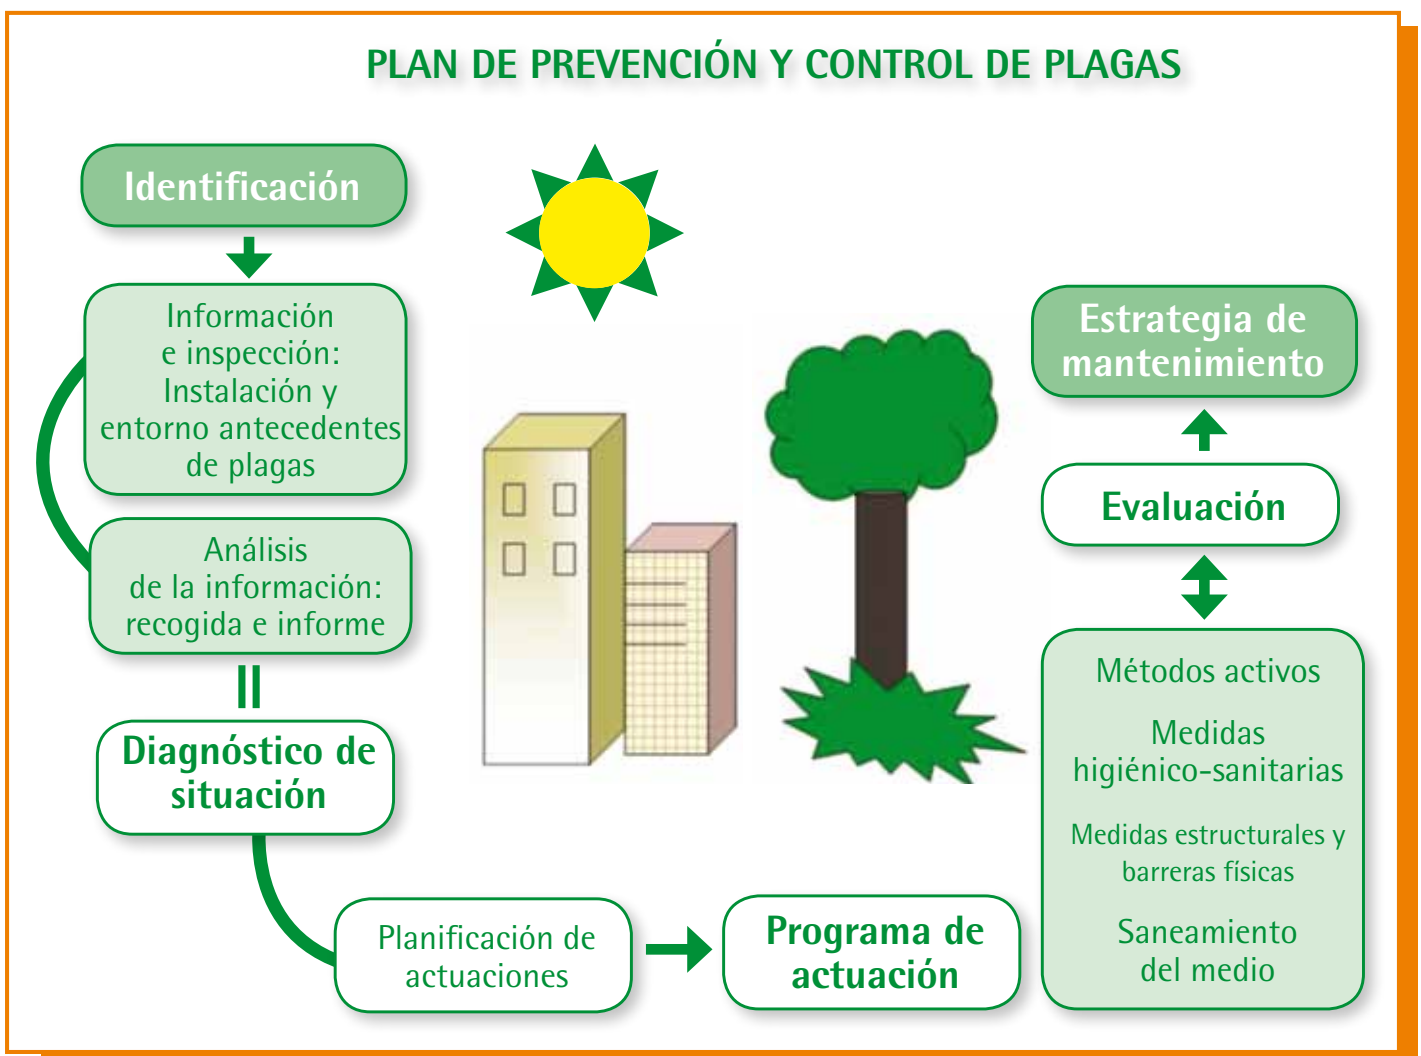 PLAN DE PREVENCIÓN Y CONTROL DE PLAGAS
Identificación
Información
e inspección:
Instalación y
entorno antecedentes
de plagas
Análisis
de la información:
recogida e informe
Diagnóstico de
situación
Planificación de
actuaciones
Programa de
actuación
Métodos activos
Medidas
higiénico-sanitarias
Medidas estructurales y
barreras físicas
Saneamiento
del medio
Evaluación
Estrategia de
mantenimiento